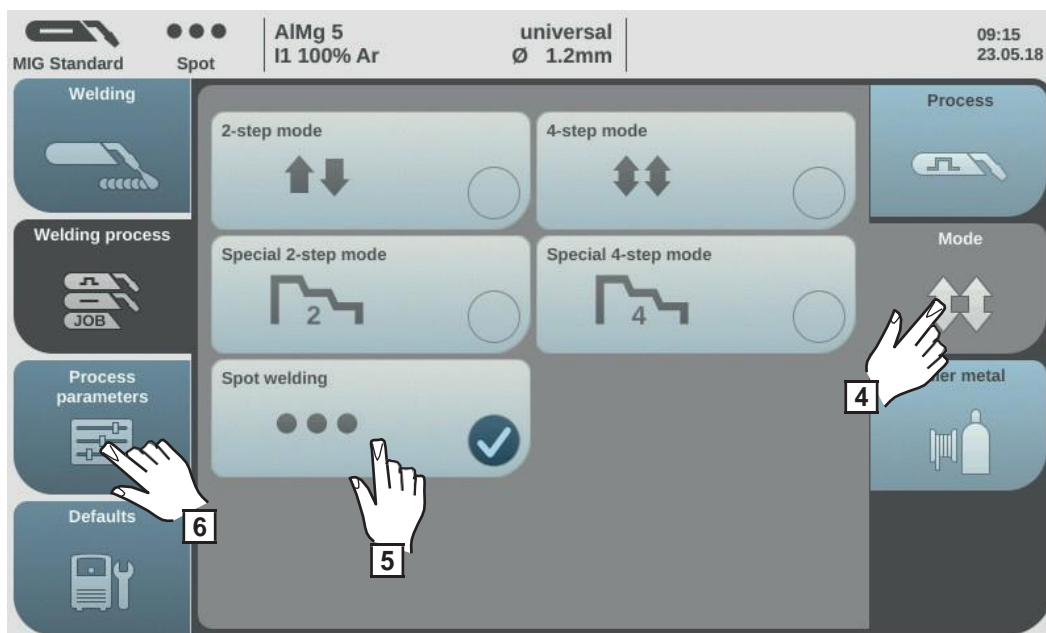 MIG Standard
Spot
AlMg 5
I1 100% Ar
universal
Ø 1.2mm
09:15
23.05.18
Welding
Welding process
JOB
Process
parameters
Defaults
2-step mode
4-step mode
Special 2-step mode
2
Special 4-step mode
4
Spot welding
Process
Mode
metal
4
5
6